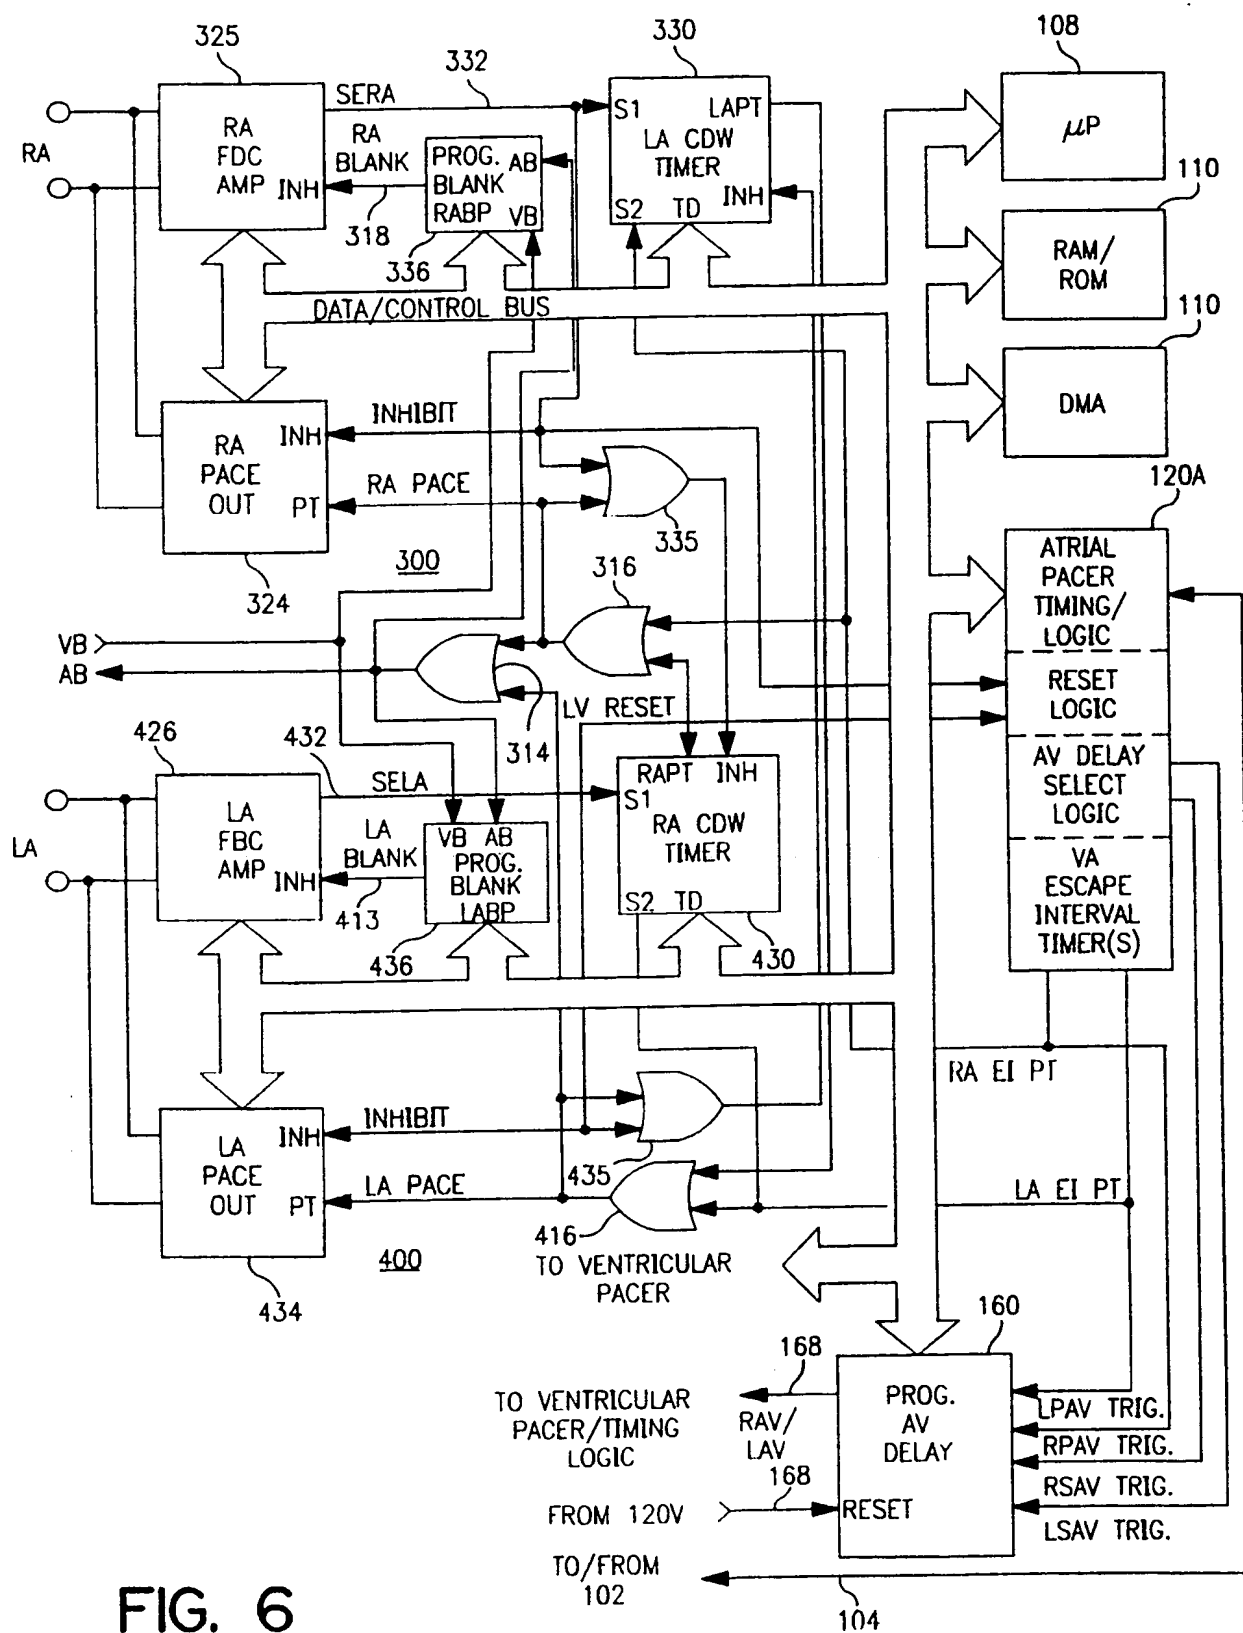 325
332
330
108
SERA
RA
RA
FDC
AMP
INH
RA
BLANK
318
PROG.
BLANK
RABP
AB
VB
336
S1
LAPT
LA CDW
TIMER
INH
S2
TD
μP
110
RAM/
ROM
110
DMA
DATA/CONTROL BUS
RA
PACE
OUT
INH
PT
324
INHIBIT
RA PACE
300
335
316
120A
ATRIAL
PACER
TIMING/
LOGIC
RESET
LOGIC
AV DELAY
SELECT
LOGIC
VA
ESCAPE
INTERVAL
TIMER(S)
VB
AB
314
LV RESET
426
432
SELA
LA
LA
FBC
AMP
INH
LA
BLANK
413
VB AB
PROG.
BLANK
LABP
436
RAPT INH
S1
RA CDW
TIMER
S2 TD
430
RA EI PT
LA EI PT
LA
PACE
OUT
INH
PT
434
INHIBIT
LA PACE
400
435
416
TO VENTRICULAR
PACER
160
PROG.
AV
DELAY
RESET
168
RAV/
LAV
TO VENTRICULAR
PACER/TIMING
LOGIC
168
FROM 120V
LPAV TRIG.
RPAV TRIG.
RSAV TRIG.
LSAV TRIG.
TO/FROM
102
104
FIG. 6